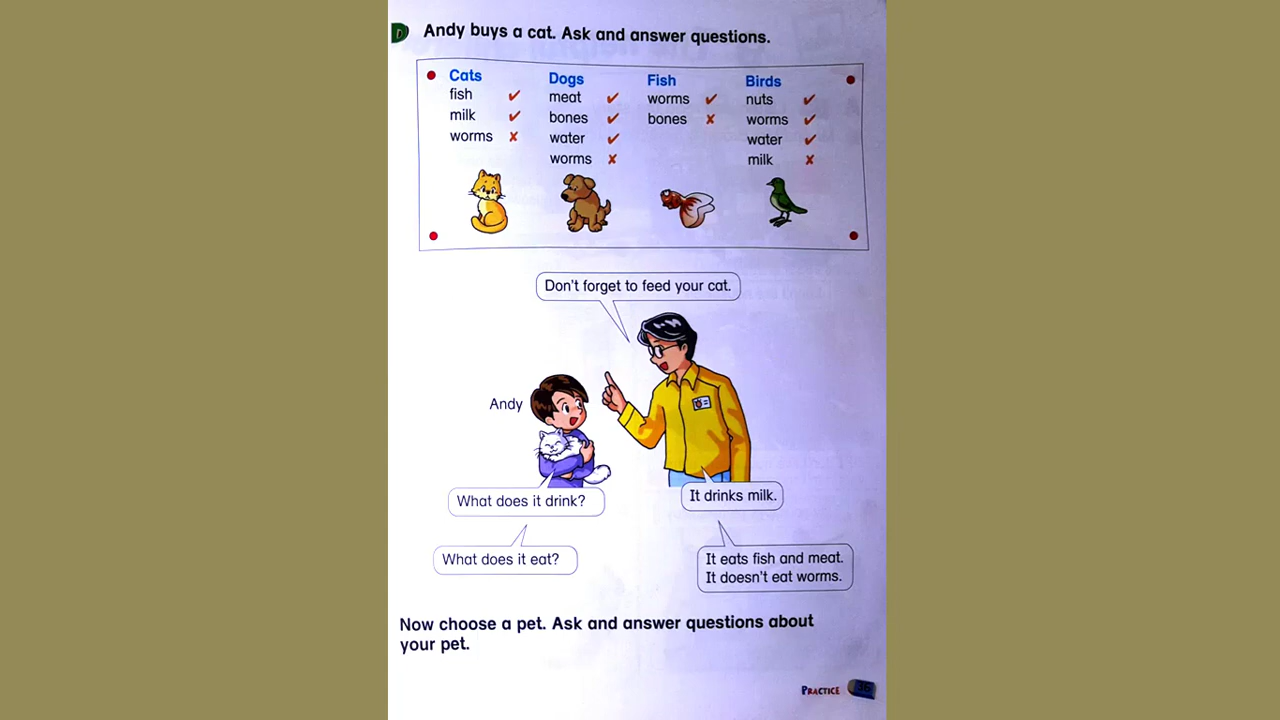 D Andy buys a cat. Ask and answer questions.
Cats Dogs Fish Birds
fish ✓ meat ✓ worms ✓ nuts ✓
milk ✓ bones ✓ bones ✗ worms ✓
worms ✗ water ✓ water ✓
worms ✗ milk ✗
Don't forget to feed your cat.
Andy
What does it drink?
It drinks milk.
What does it eat?
It eats fish and meat.
It doesn't eat worms.
Now choose a pet. Ask and answer questions about
your pet.
PRACTICE